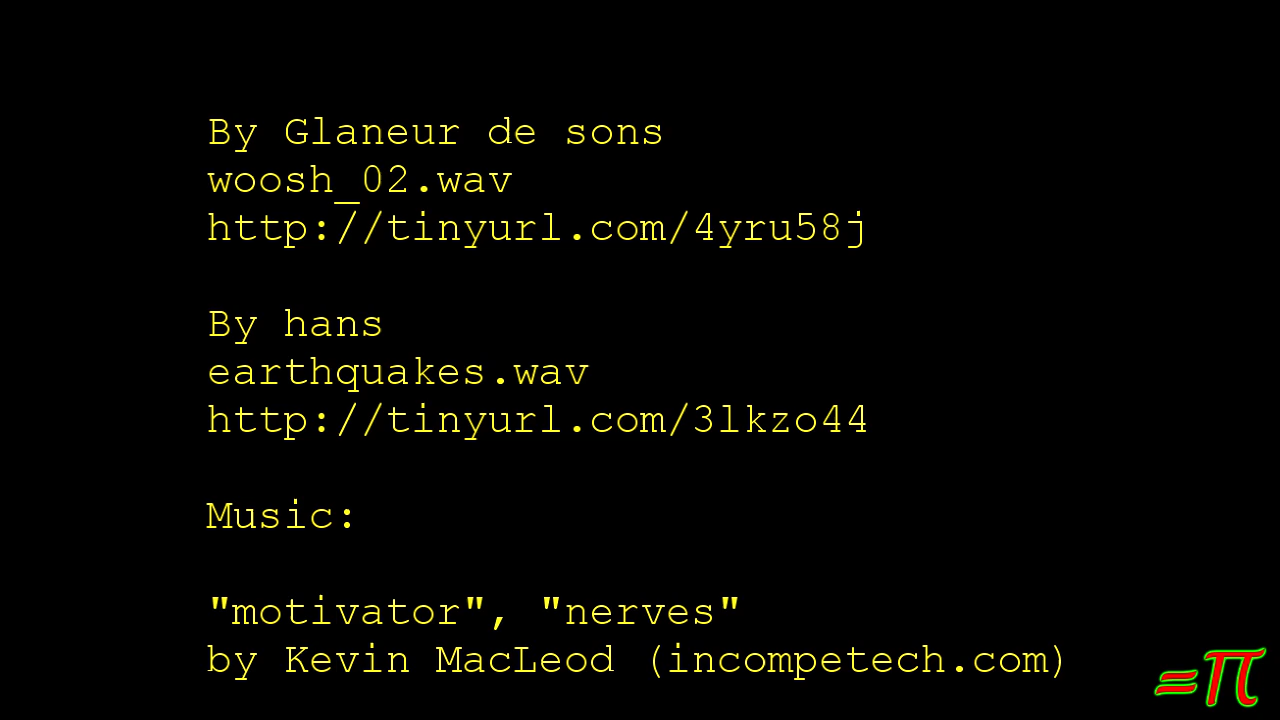 By Glaneur de sons
woosh_02.wav
http://tinyurl.com/4yru58j
By hans
earthquakes.wav
http://tinyurl.com/3lkzo44
Music:
"motivator", "nerves"
by Kevin MacLeod (incompetech.com)
=π